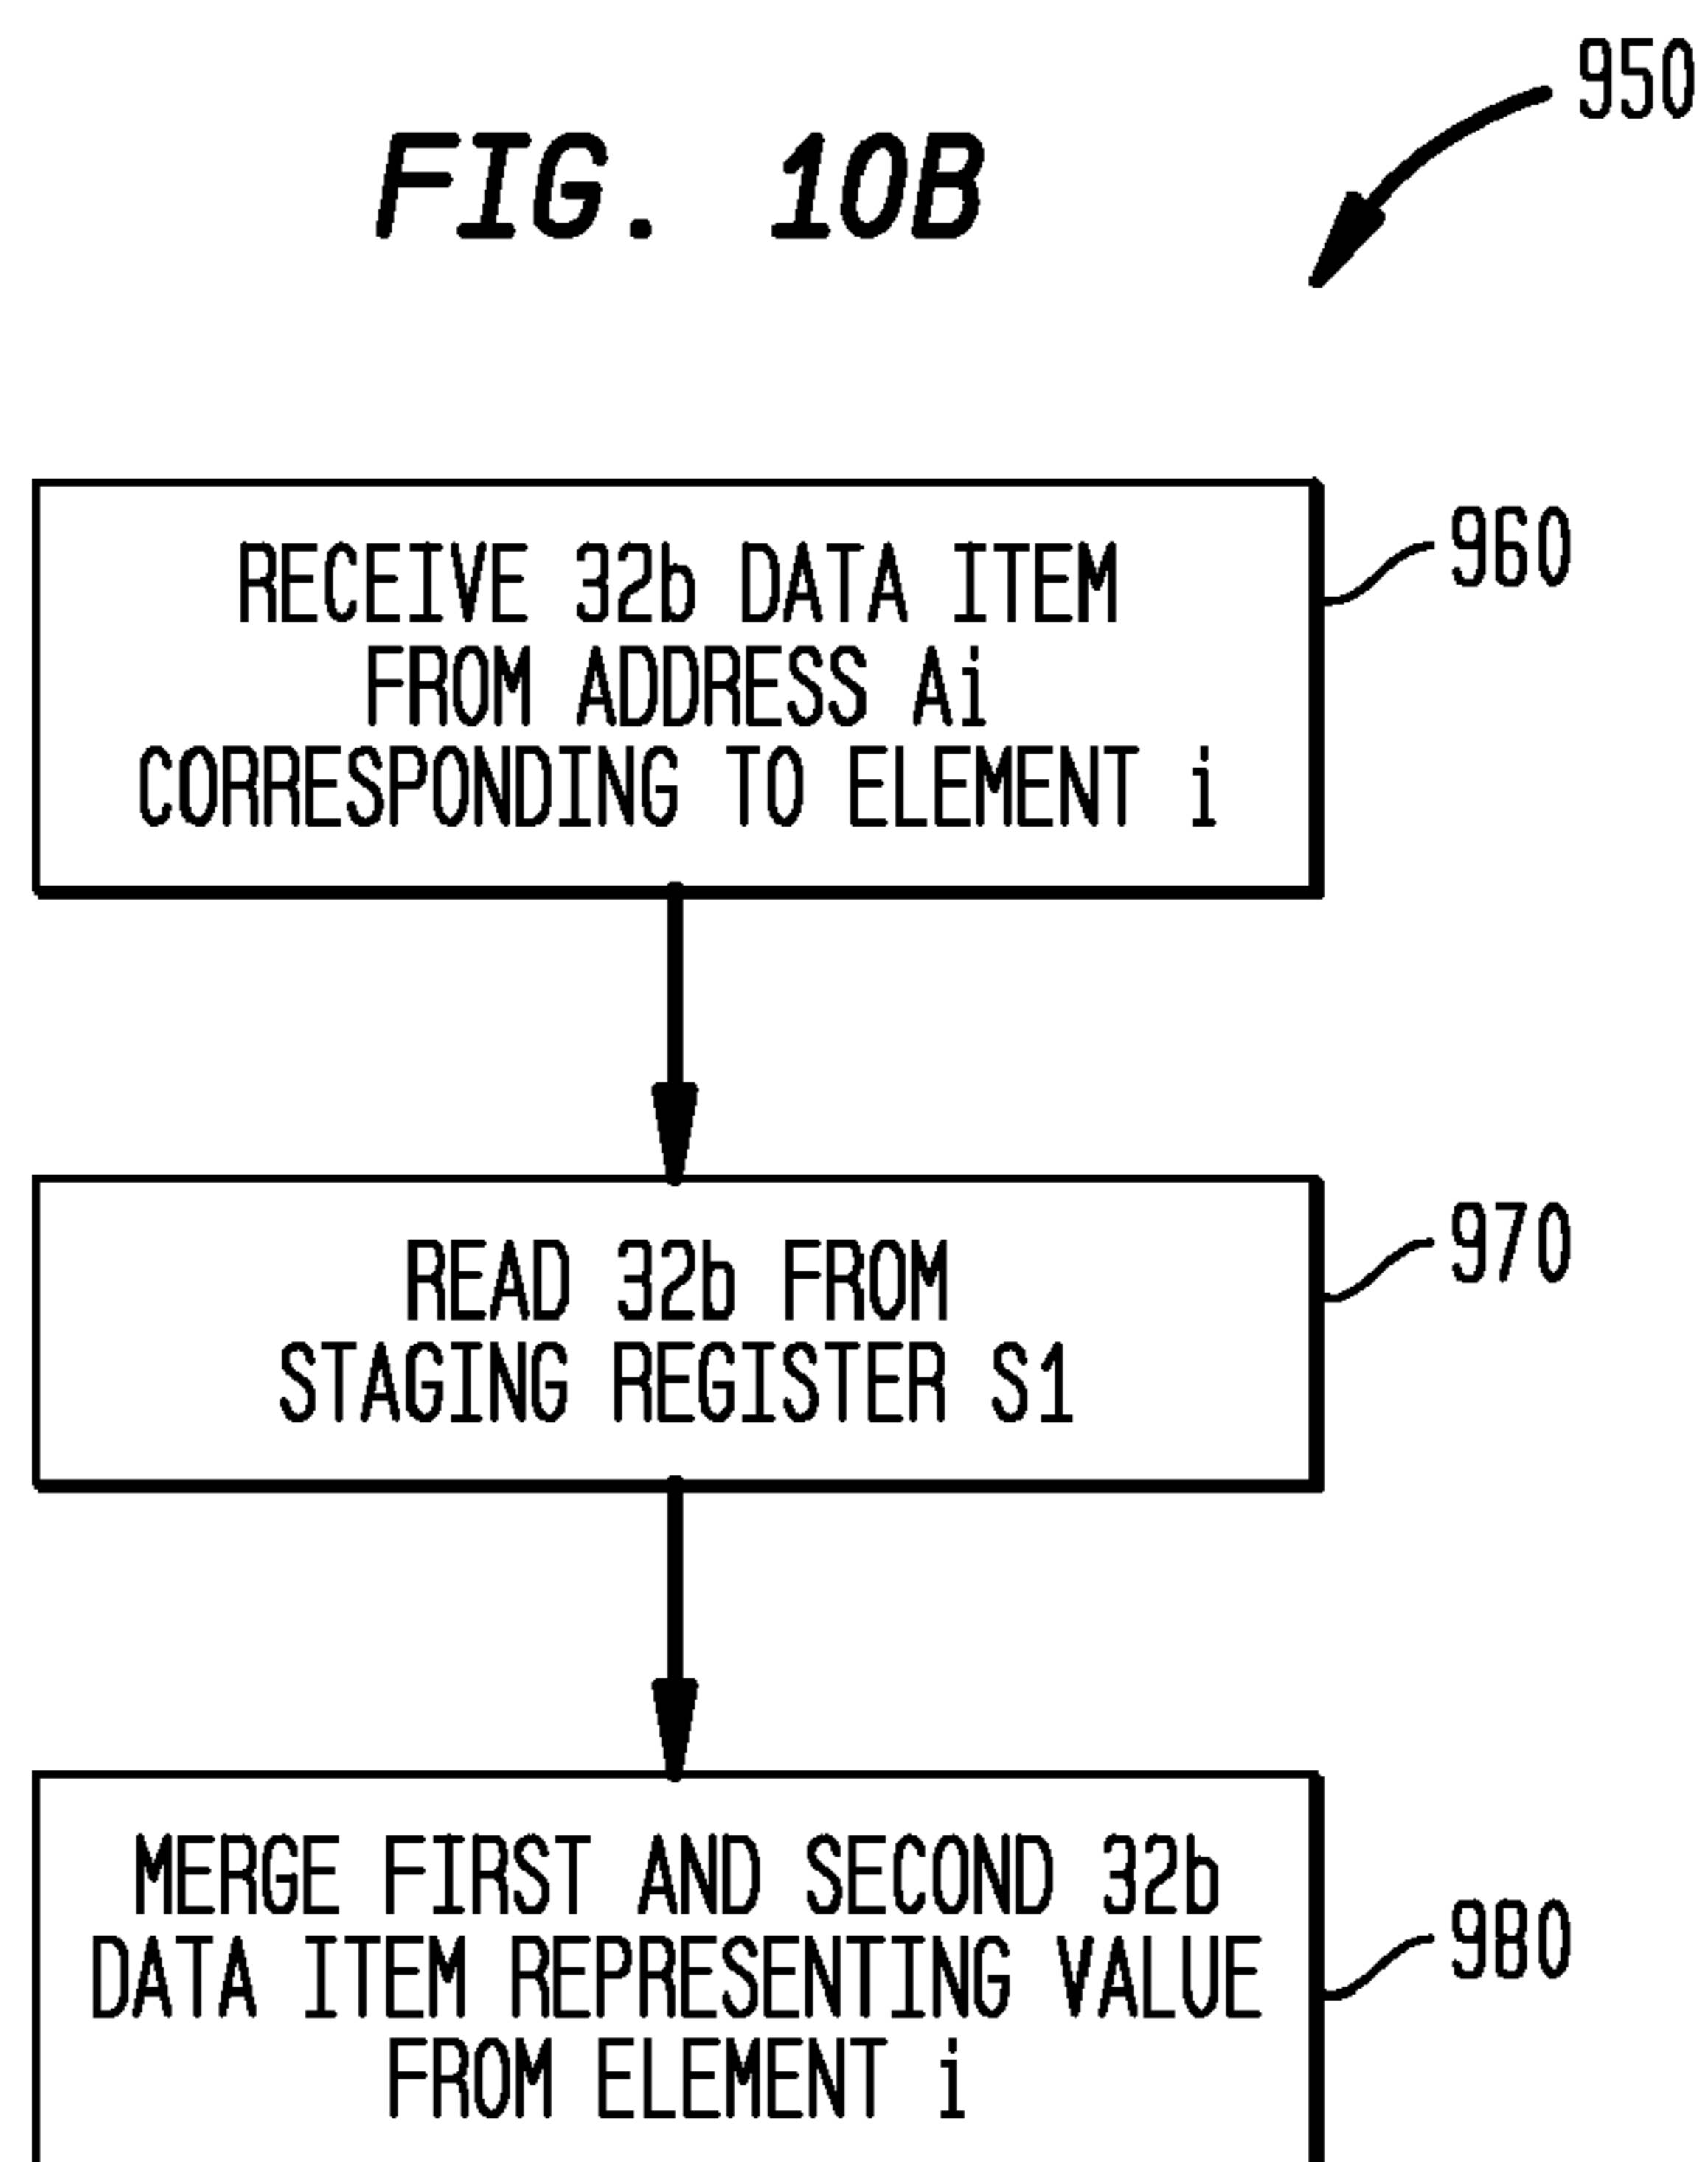 950
FIG. 10B
RECEIVE 32b DATA ITEM
FROM ADDRESS Ai
CORRESPONDING TO ELEMENT i
960
READ 32b FROM
STAGING REGISTER S1
970
MERGE FIRST AND SECOND 32b
DATA ITEM REPRESENTING VALUE
FROM ELEMENT i
980